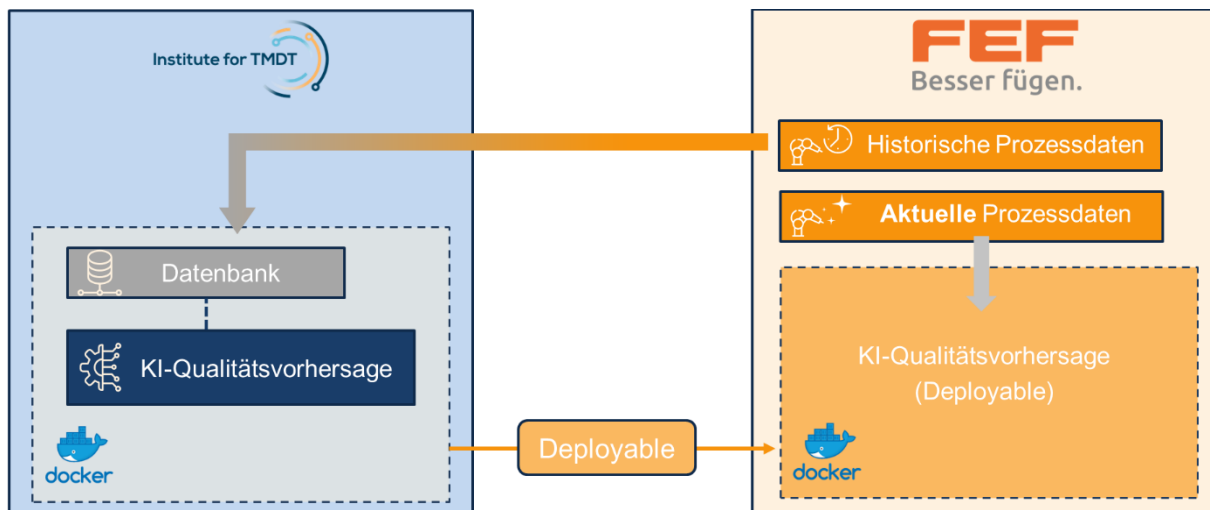 Institute for TMDT
Datenbank
KI-Qualitätsvorhersage
docker
Deployable
FEF
Besser fügen.
Historische Prozessdaten
Aktuelle Prozessdaten
KI-Qualitätsvorhersage
(Deployable)
docker